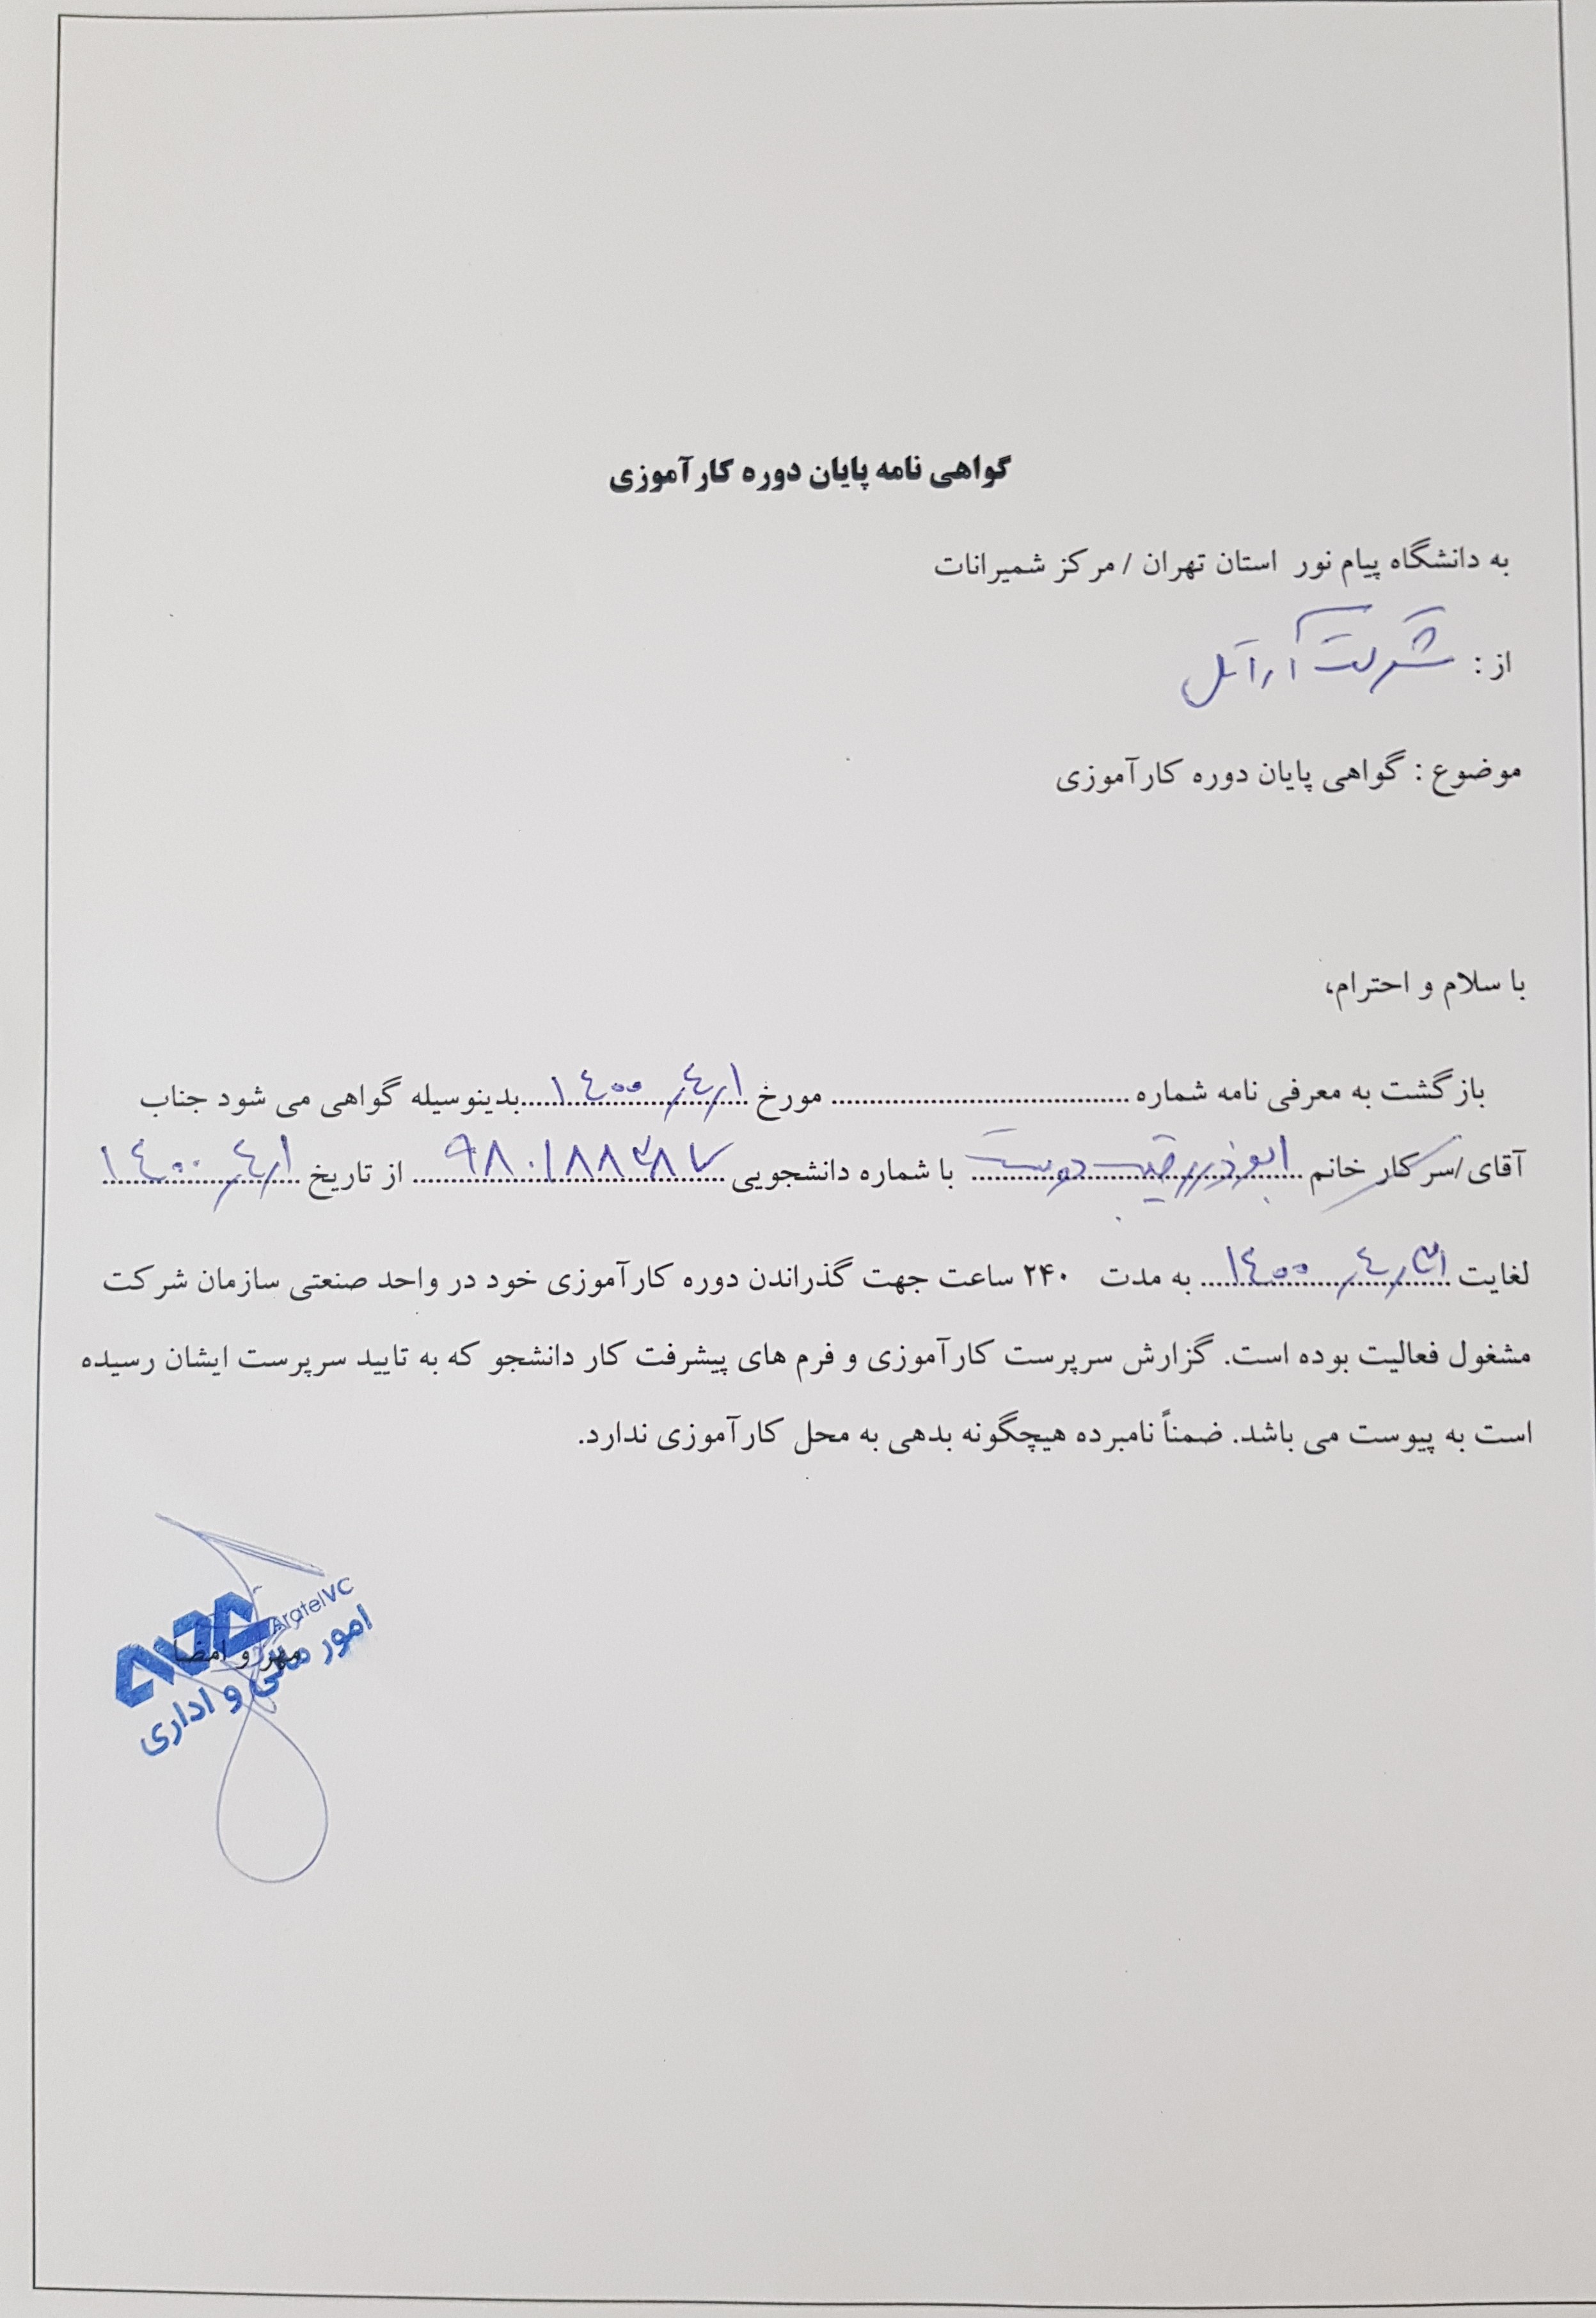 گواهی نامه پایان دوره کارآموزی
به دانشگاه پیام نور استان تهران / مرکز شمیرانات
از : شرکت آراتل
موضوع : گواهی پایان دوره کارآموزی
با سلام و احترام،
بازگشت به معرفی نامه شماره ........................................ مورخ ۱۴۰۰/۴/۱ بدینوسیله گواهی می شود جناب
آقای/سرکار خانم ابوذر رقیب دوست با شماره دانشجویی ۹۸۰۱۸۸۳۸۷ از تاریخ ۱۴۰۰/۴/۱
لغایت ۱۴۰۰/۴/۳۱ به مدت ۲۴۰ ساعت جهت گذراندن دوره کارآموزی خود در واحد صنعتی سازمان شرکت
مشغول فعالیت بوده است. گزارش سرپرست کارآموزی و فرم های پیشرفت کار دانشجو که به تایید سرپرست ایشان رسیده
است به پیوست می باشد. ضمناً نامبرده هیچگونه بدهی به محل کارآموزی ندارد.
AratelVC
مهر و امضا
امور مالی و اداری